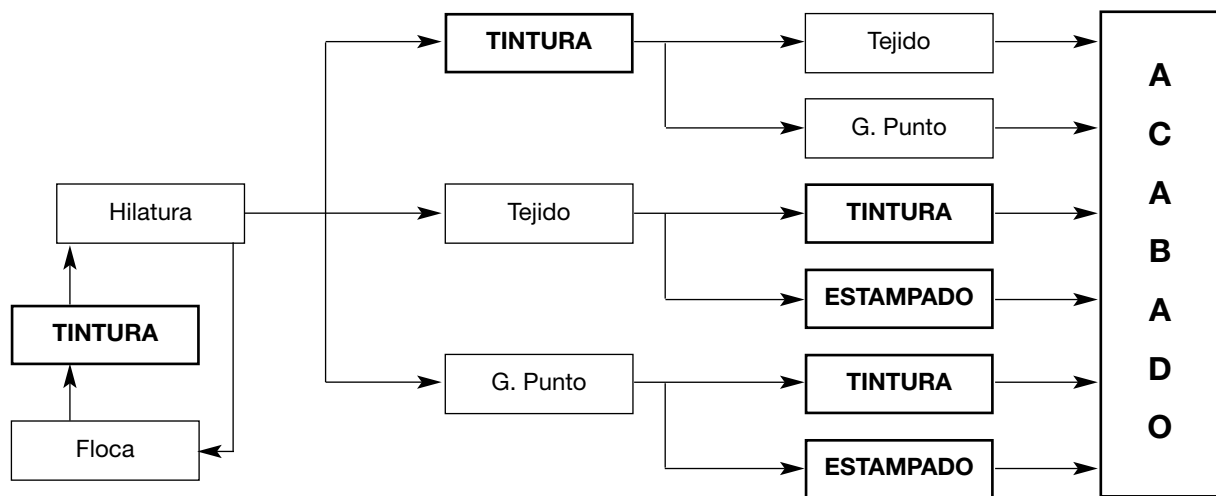 TINTURA
Tejido
G. Punto
Hilatura
Tejido
TINTURA
ESTAMPADO
TINTURA
G. Punto
TINTURA
Floca
ESTAMPADO
A
C
A
B
A
D
O